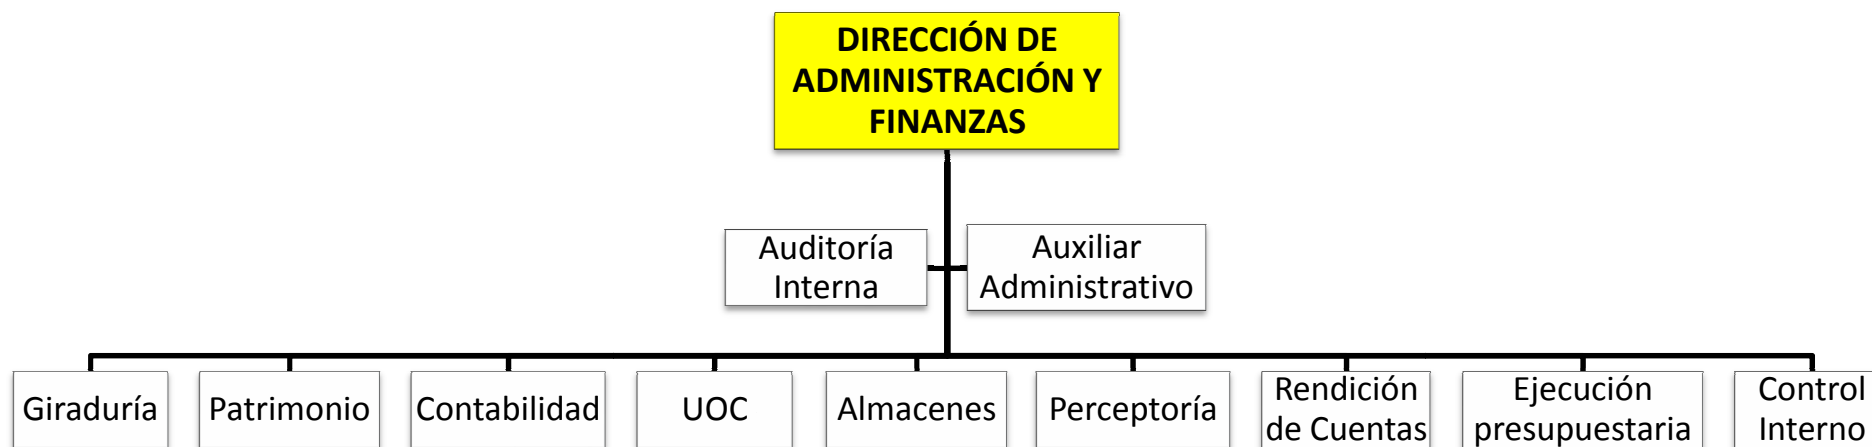 DIRECCIÓN DE
ADMINISTRACIÓN Y
FINANZAS
Auditoría
Interna
Auxiliar
Administrativo
Giraduría
Patrimonio
Contabilidad
UOC
Almacenes
Perceptoría
Rendición
de Cuentas
Ejecución
presupuestaria
Control
Interno